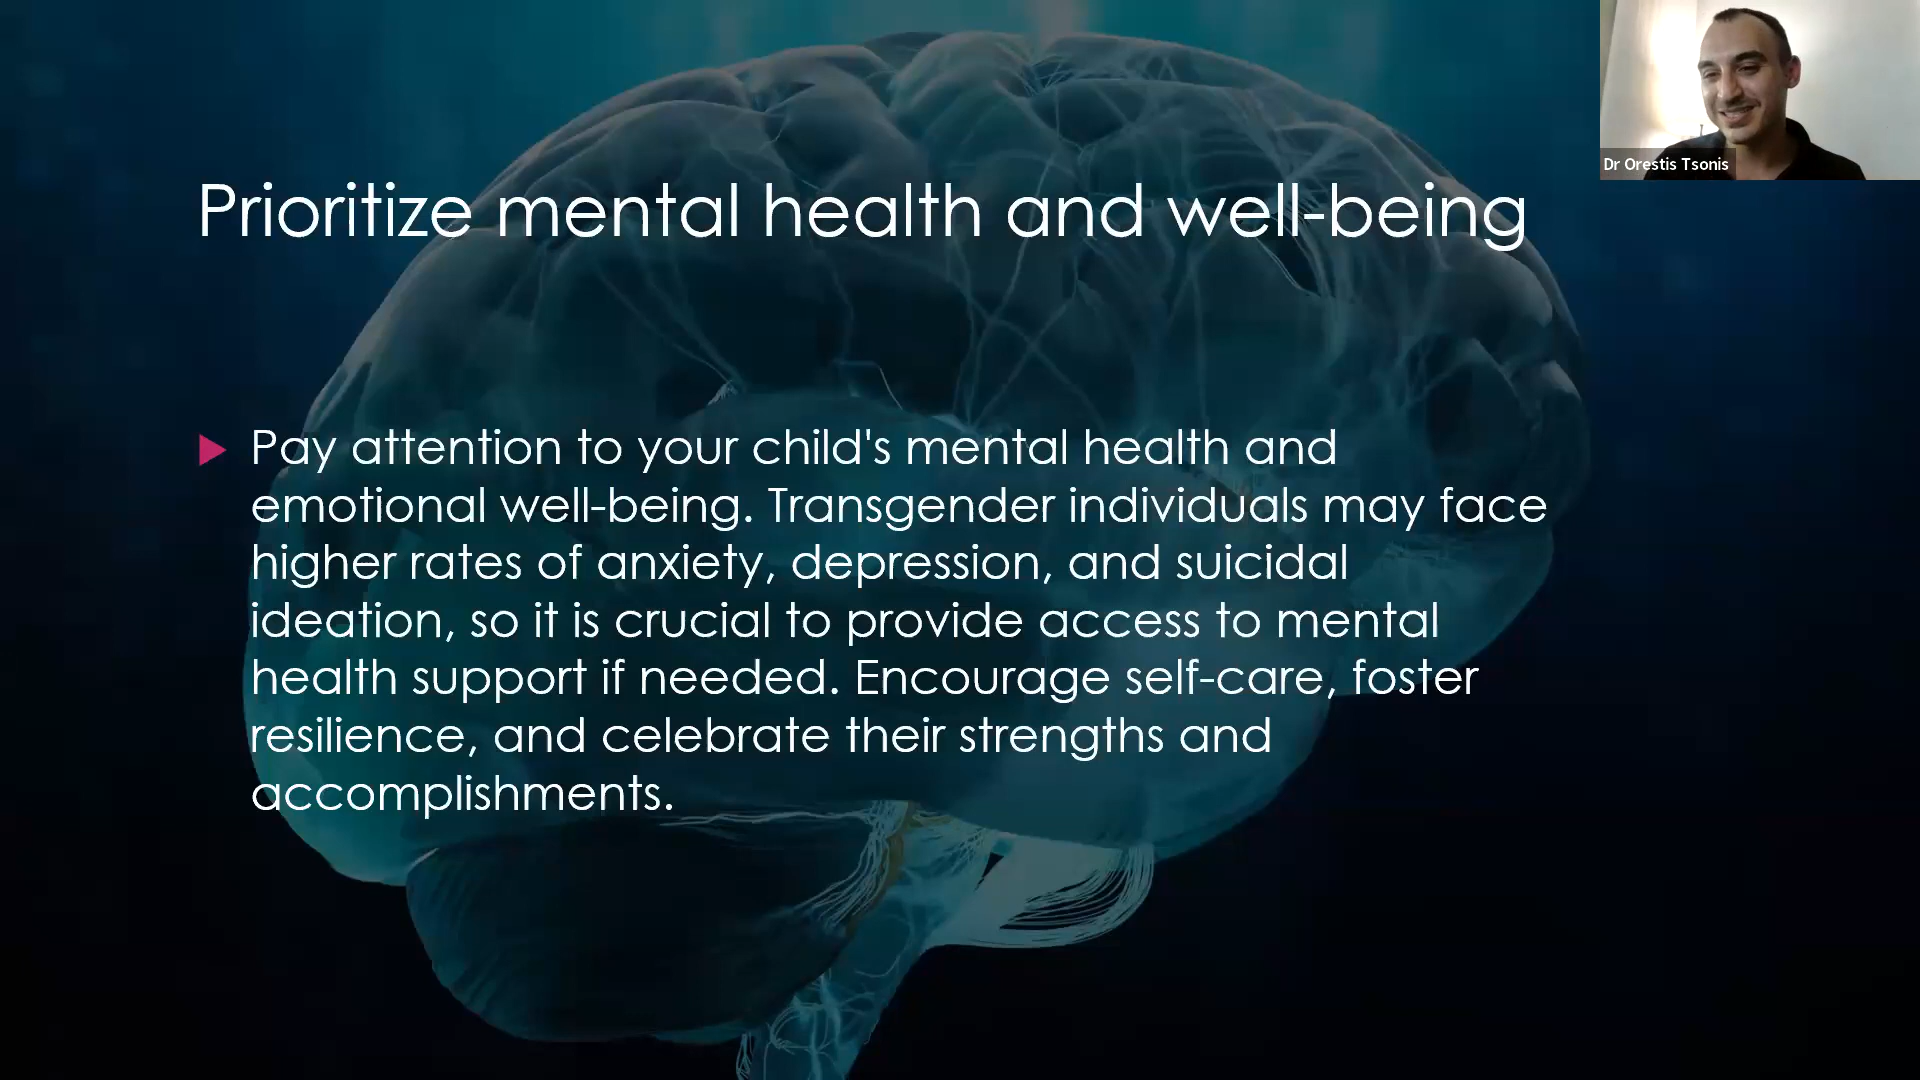 Dr Orestis Tsonis
Prioritize mental health and well-being
Pay attention to your child's mental health and
emotional well-being. Transgender individuals may face
higher rates of anxiety, depression, and suicidal
ideation, so it is crucial to provide access to mental
health support if needed. Encourage self-care, foster
resilience, and celebrate their strengths and
accomplishments.